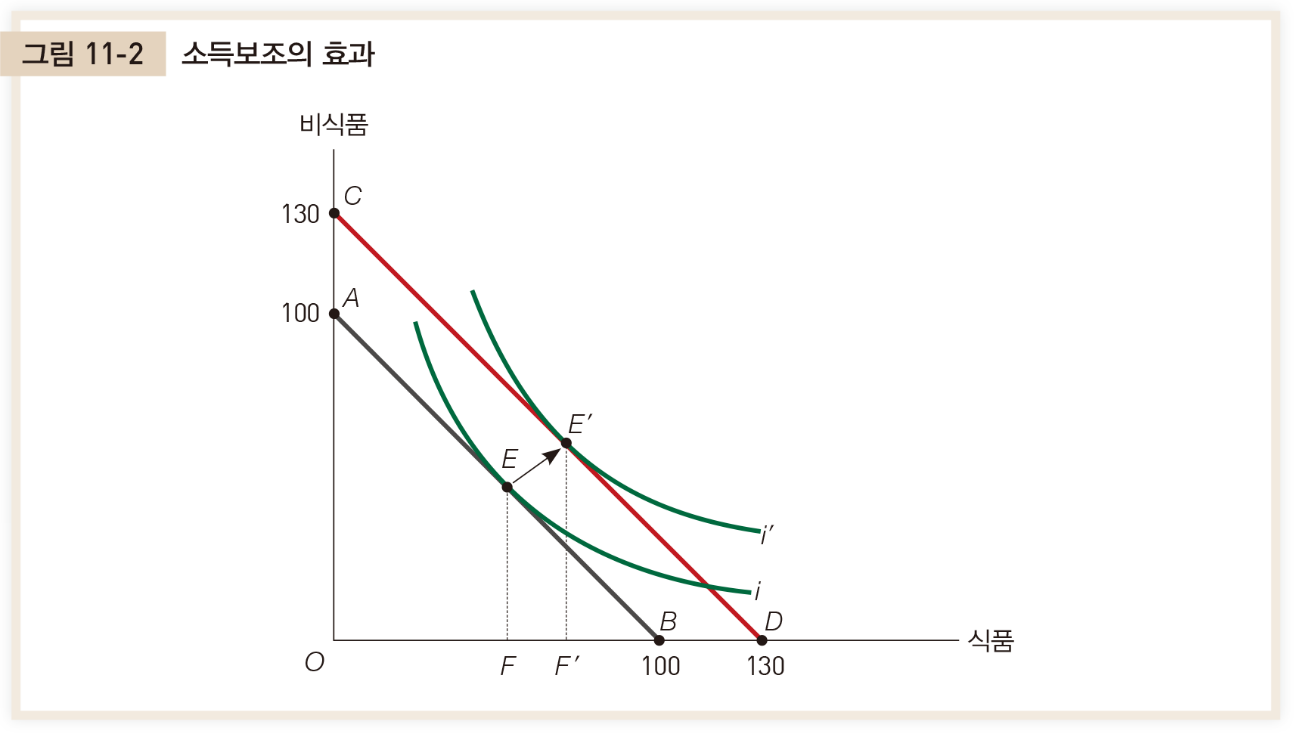 그림 11-2 소득보조의 효과
비식품
130 C
100 A
E′
E
i′
i
B D
식품
O F F′ 100 130